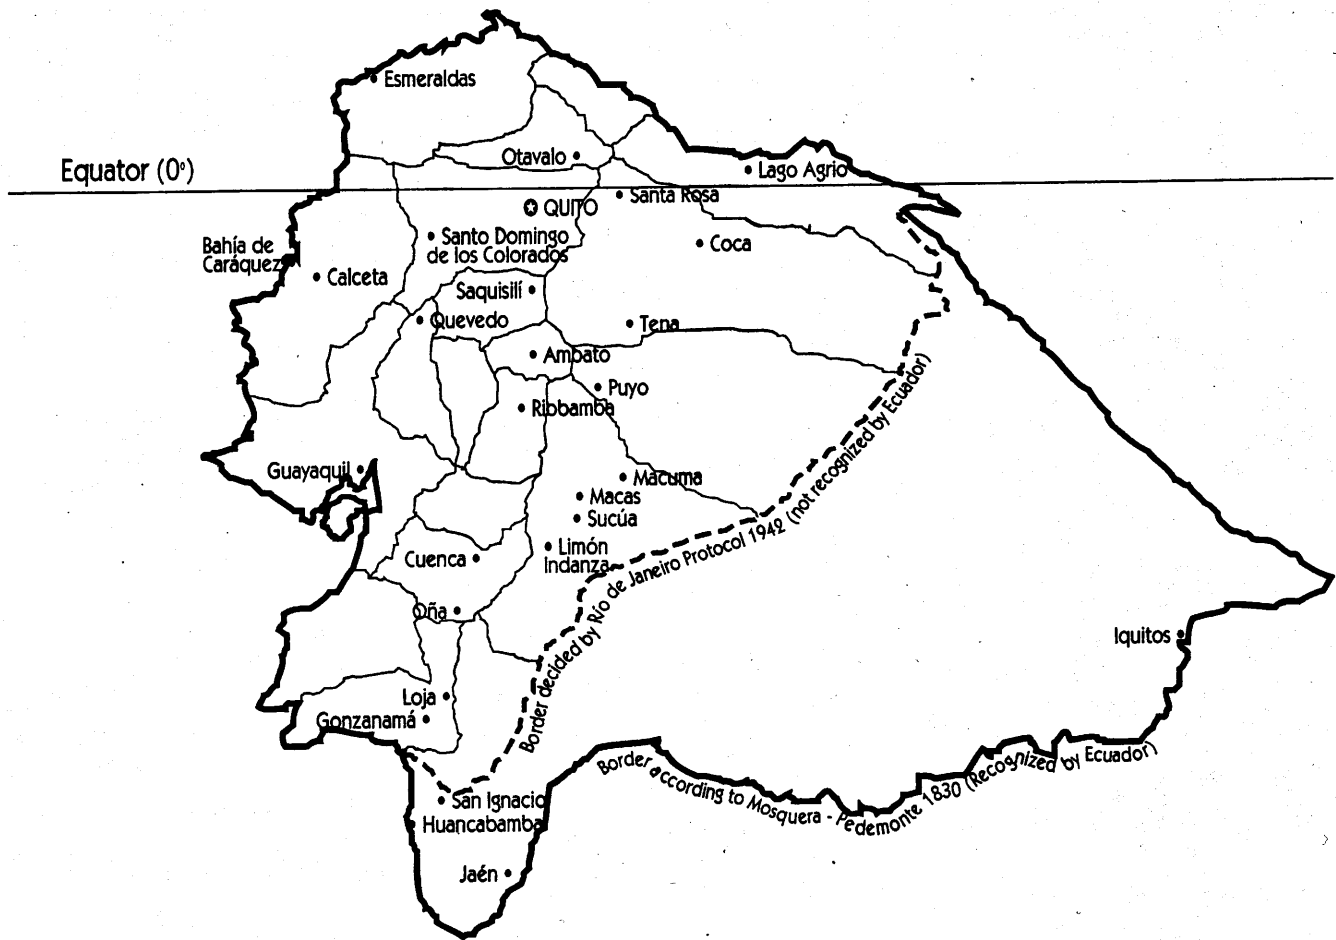 Esmeraldas
Otavalo
Equator (0°)
Lago Agrio
Santa Rosa
QUITO
Santo Domingo
de los Colorados
Coca
Bahía de
Caráquez
Calceta
Saquisilí
Quevedo
Tena
Ambato
Puyo
Ribbamba
Guayaquil
Macuma
Macas
Sucúa
Cuenca
Limón
Indanza
Oña
Iquitos
Loja
Gonzanamá
Border decided by Río de Janeiro Protocol 1942 (not recognized by Ecuador)
Border according to Mosquera - Pedemonte 1830 (Recognized by Ecuador)
San Ignacio
Huancabamba
Jaén